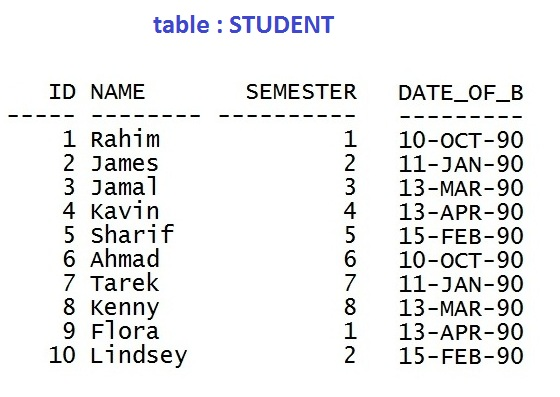 table : STUDENT
ID NAME SEMESTER DATE_OF_B
----- -------- ---------- ---------
1 Rahim 1 10-OCT-90
2 James 2 11-JAN-90
3 Jamal 3 13-MAR-90
4 Kavin 4 13-APR-90
5 Sharif 5 15-FEB-90
6 Ahmad 6 10-OCT-90
7 Tarek 7 11-JAN-90
8 Kenny 8 13-MAR-90
9 Flora 1 13-APR-90
10 Lindsey 2 15-FEB-90